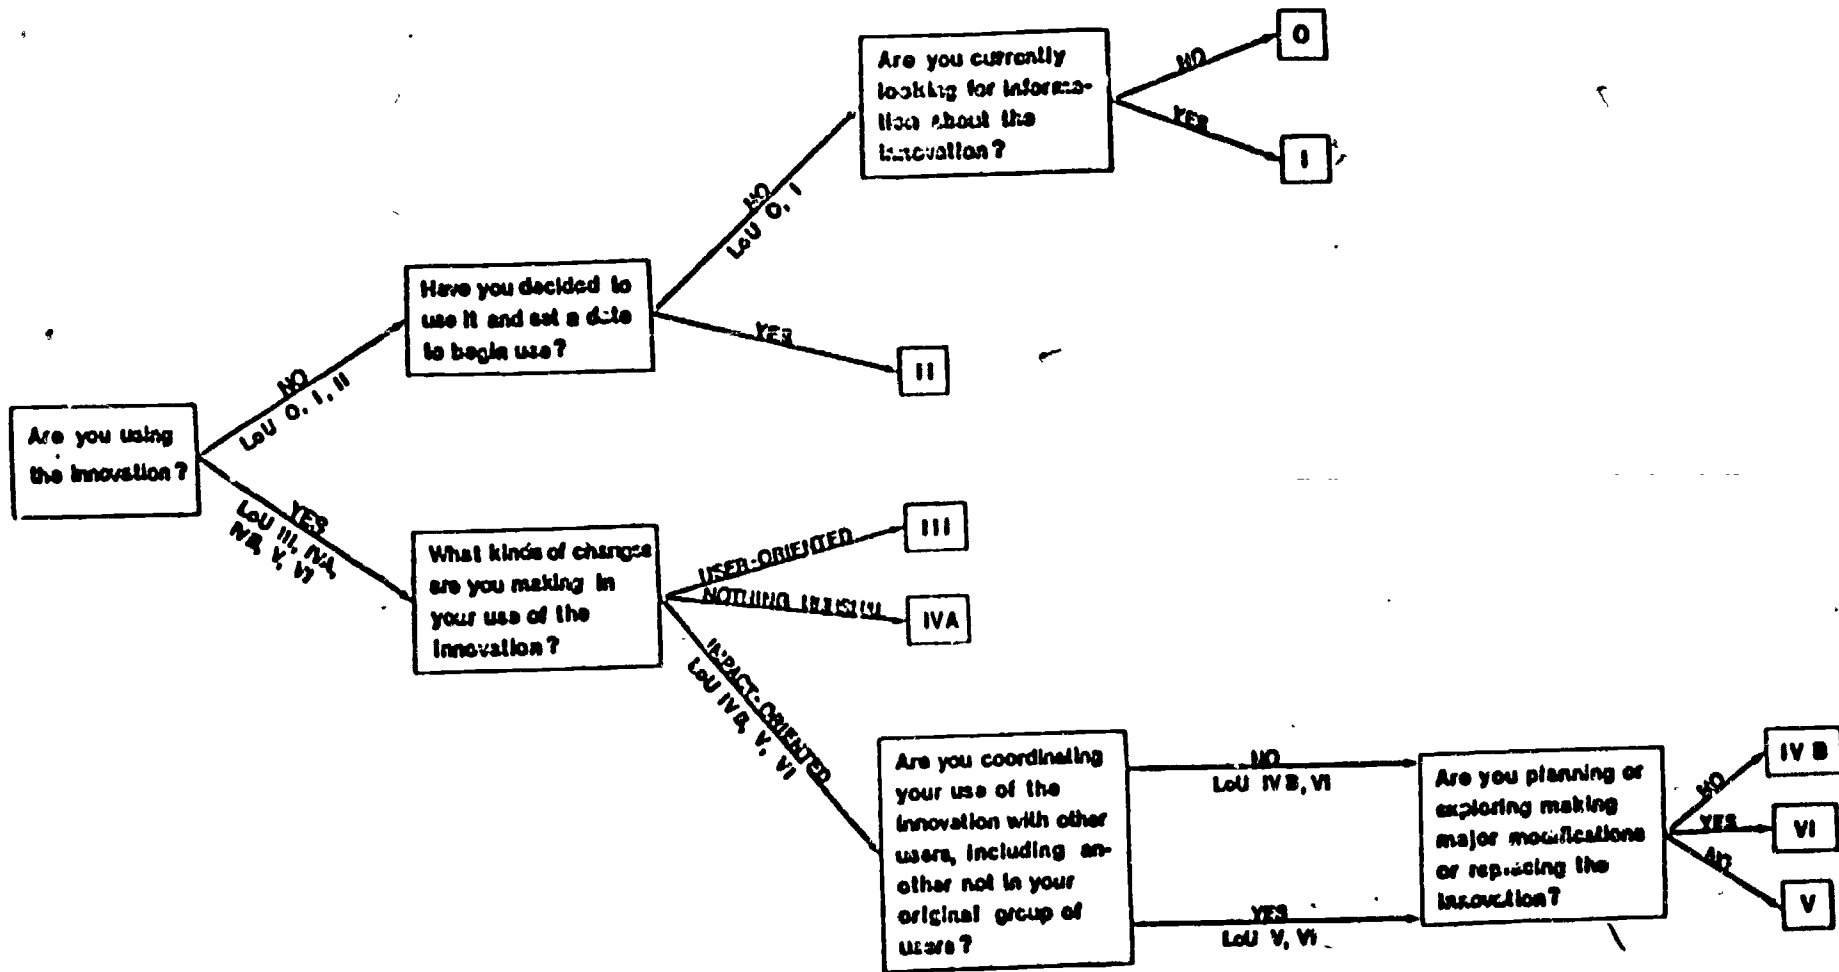 Are you using
the innovation?
NO
LoU O, I, II
YES
LoU III, IVA,
IVB, V, VI
Have you decided to
use it and set a date
to begin use?
NO
LoU O, I
YES
II
Are you currently
looking for informa-
tion about the
innovation?
NO
O
YES
I
What kinds of changes
are you making in
your use of the
innovation?
USER-ORIENTED
III
NOTHING UNUSUAL
IVA
IMPACT-ORIENTED
LoU IVB, V, VI
Are you coordinating
your use of the
innovation with other
users, including an-
other not in your
original group of
users?
NO
LoU IVB, VI
YES
LoU V, VI
Are you planning or
exploring making
major modifications
or replacing the
innovation?
NO
IV B
YES
VI
V